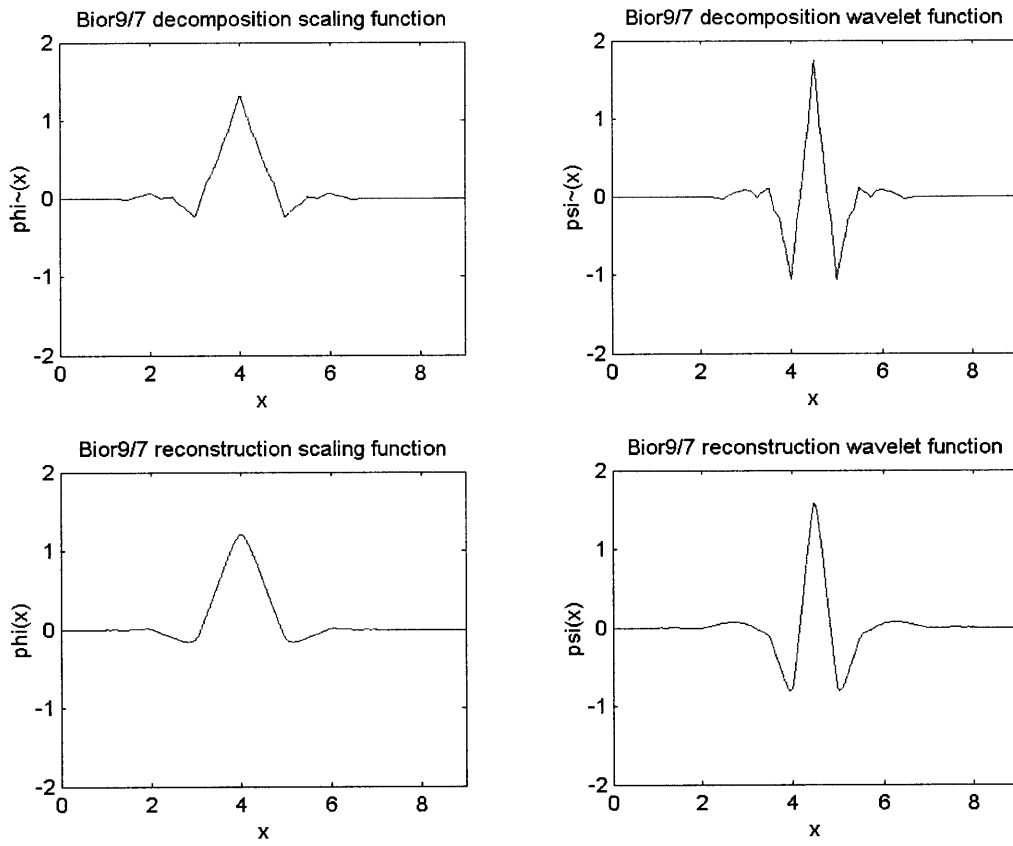 Bior9/7 decomposition scaling function
2
1
0
-1
-2
phi~(x)
0 2 4 6 8
x
Bior9/7 decomposition wavelet function
2
1
0
-1
-2
psi~(x)
0 2 4 6 8
x
Bior9/7 reconstruction scaling function
2
1
0
-1
-2
phi(x)
0 2 4 6 8
x
Bior9/7 reconstruction wavelet function
2
1
0
-1
-2
psi(x)
0 2 4 6 8
x